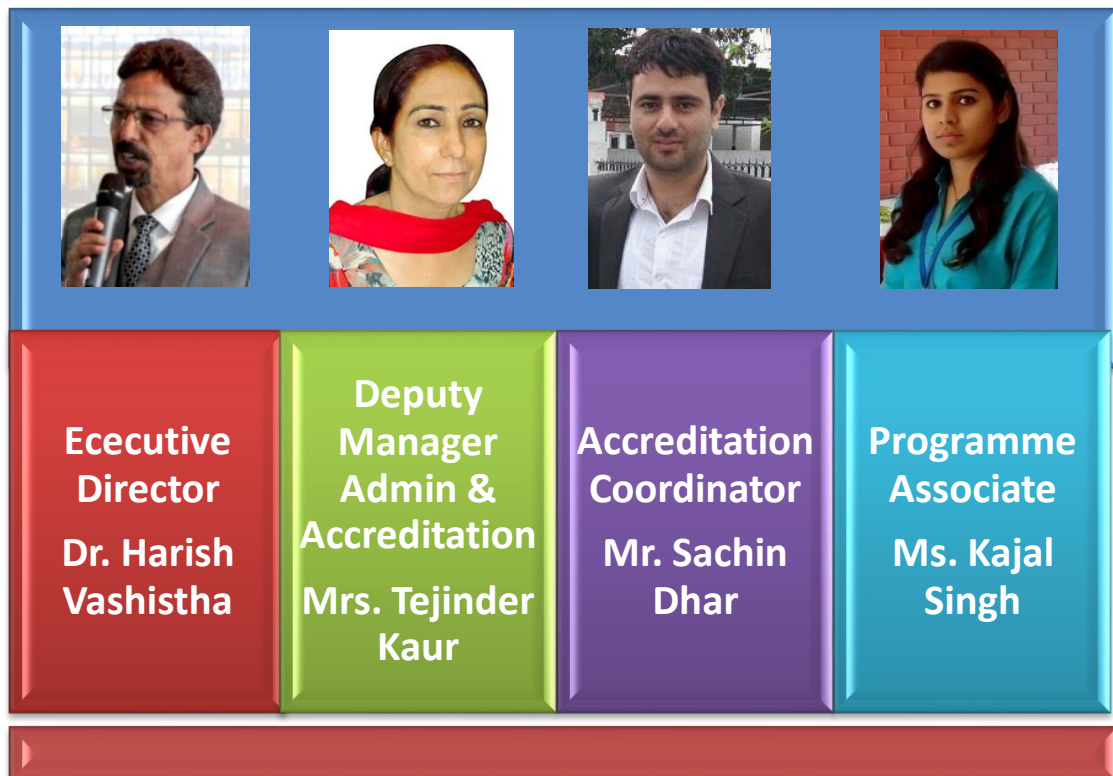 Ececutive
Director
Dr. Harish
Vashistha
Deputy
Manager
Admin &
Accreditation
Mrs. Tejinder
Kaur
Accreditation
Coordinator
Mr. Sachin
Dhar
Programme
Associate
Ms. Kajal
Singh